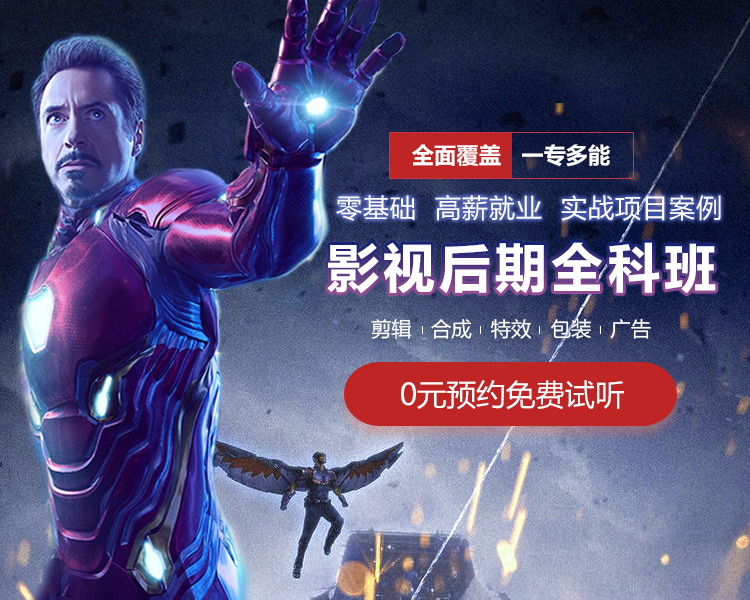 全面覆盖 一专多能
零基础 高薪就业 实战项目案例
影视后期全科班
剪辑 | 合成 | 特效 | 包装 | 广告
0元预约免费试听